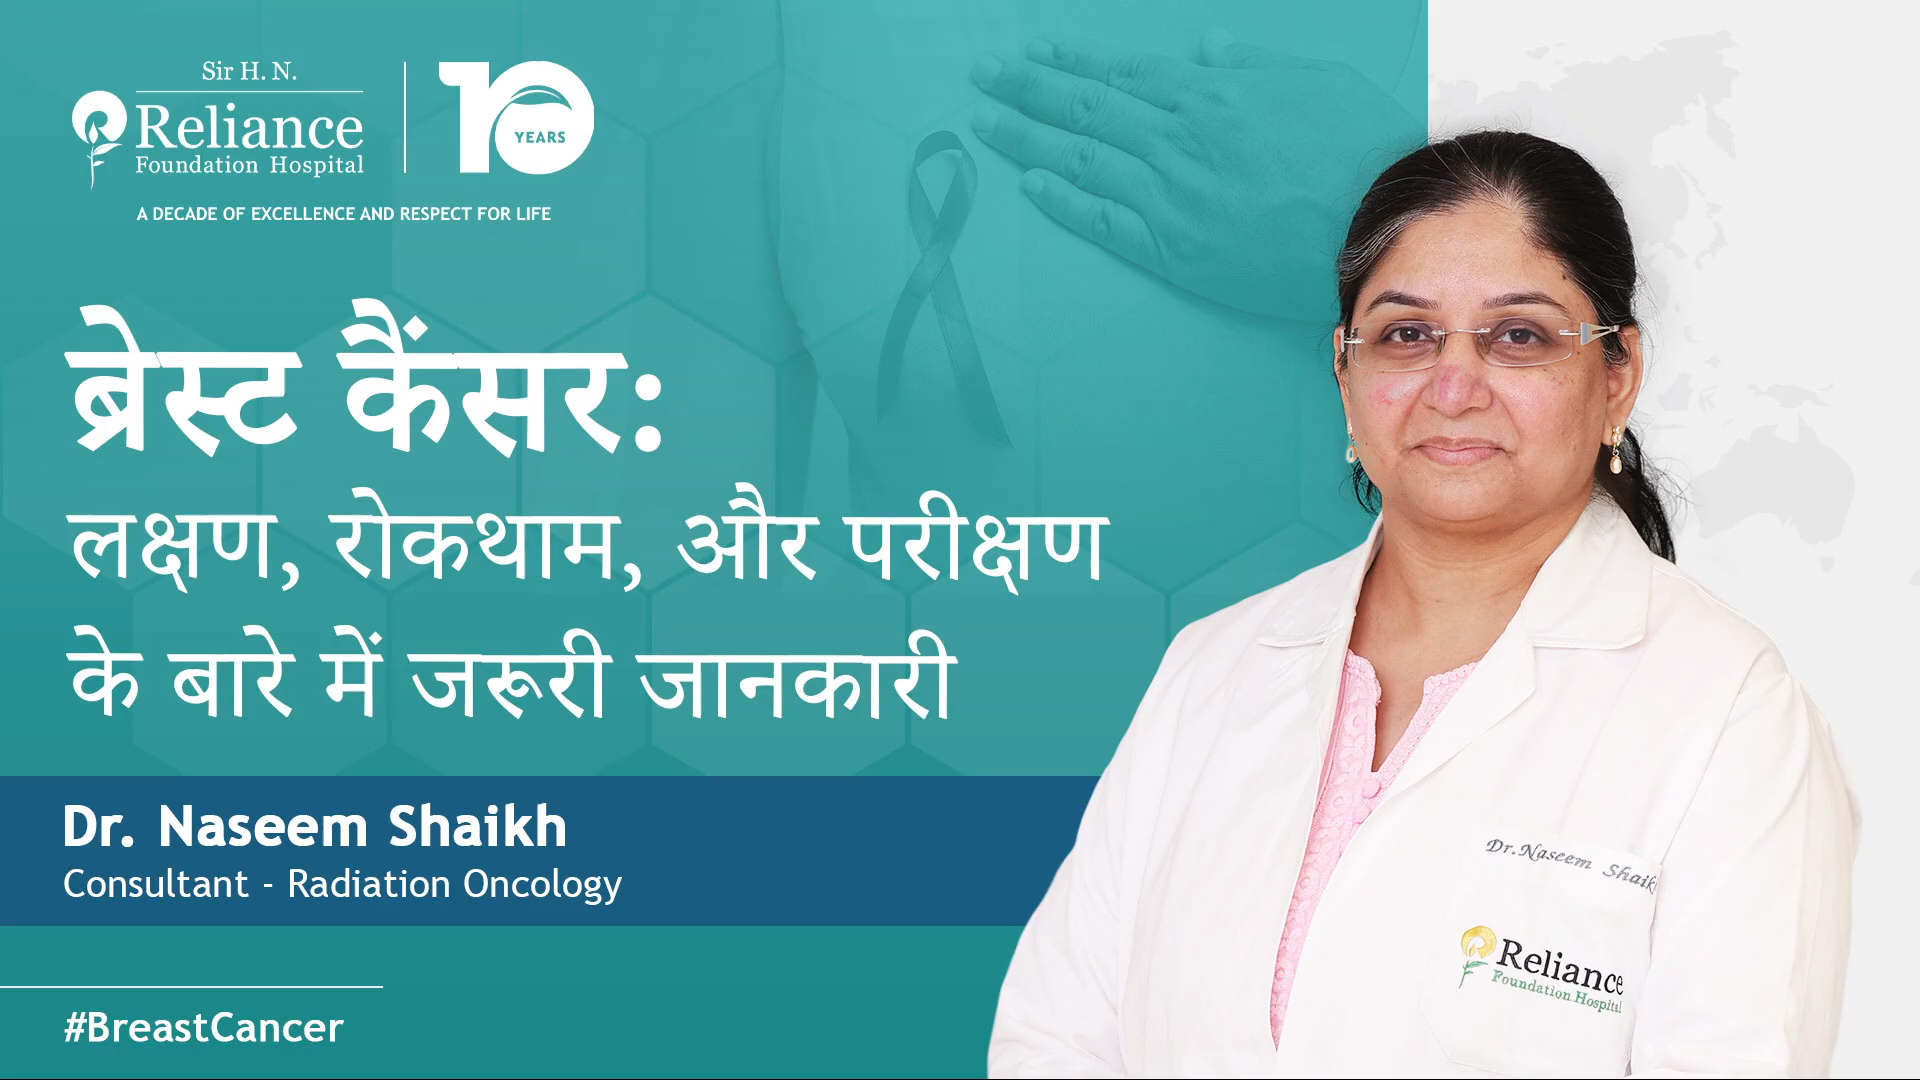 Sir H. N.
Reliance
Foundation Hospital
10
YEARS
A DECADE OF EXCELLENCE AND RESPECT FOR LIFE
ब्रेस्ट कैंसर:
लक्षण, रोकथाम, और परीक्षण
के बारे में जरूरी जानकारी
Dr. Naseem Shaikh
Consultant - Radiation Oncology
#BreastCancer
Dr.Naseem Shaikh
Reliance
Foundation Hospital